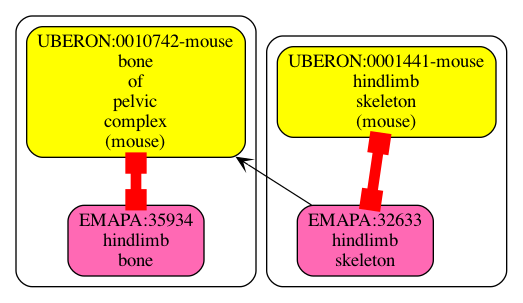 UBERON:0010742-mouse
bone
of
pelvic
complex
(mouse)
UBERON:0001441-mouse
hindlimb
skeleton
(mouse)
EMAPA:35934
hindlimb
bone
EMAPA:32633
hindlimb
skeleton